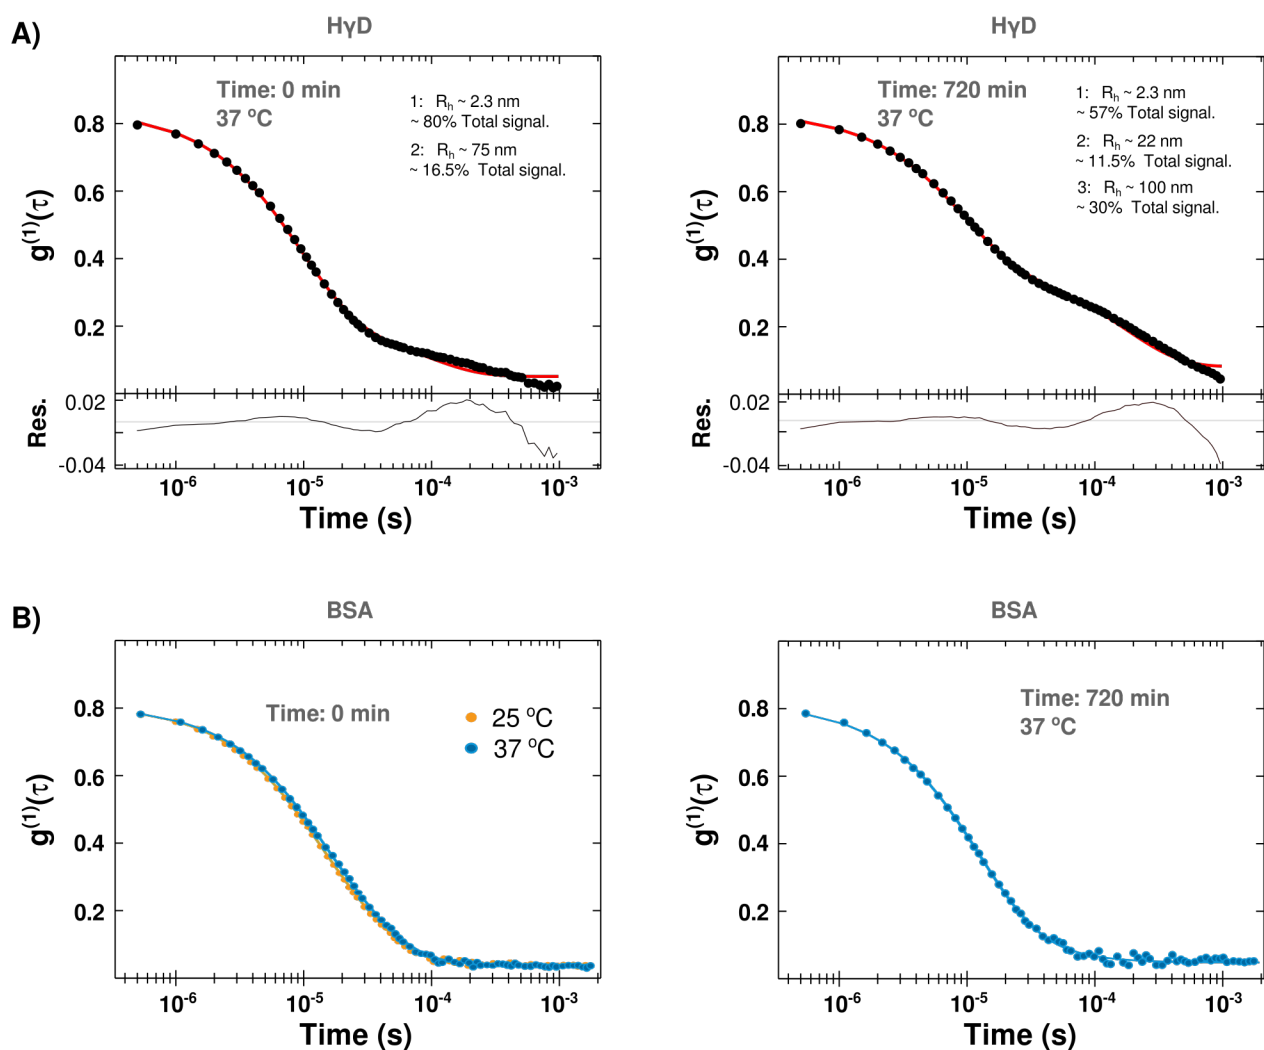 A)
HγD
Time: 0 min
37 ºC
1: Rh ~ 2.3 nm
~ 80% Total signal.
2: Rh ~ 75 nm
~ 16.5% Total signal.
0.8
0.6
0.4
0.2
g(1)(τ)
0.02
-0.04
Res.
10-6
10-5
10-4
10-3
Time (s)
HγD
Time: 720 min
37 ºC
1: Rh ~ 2.3 nm
~ 57% Total signal.
2: Rh ~ 22 nm
~ 11.5% Total signal.
3: Rh ~ 100 nm
~ 30% Total signal.
0.8
0.6
0.4
0.2
g(1)(τ)
0.02
-0.04
Res.
10-6
10-5
10-4
10-3
Time (s)
B)
BSA
Time: 0 min
25 ºC
37 ºC
0.8
0.6
0.4
0.2
g(1)(τ)
10-6
10-5
10-4
10-3
Time (s)
BSA
Time: 720 min
37 ºC
0.8
0.6
0.4
0.2
g(1)(τ)
10-6
10-5
10-4
10-3
Time (s)